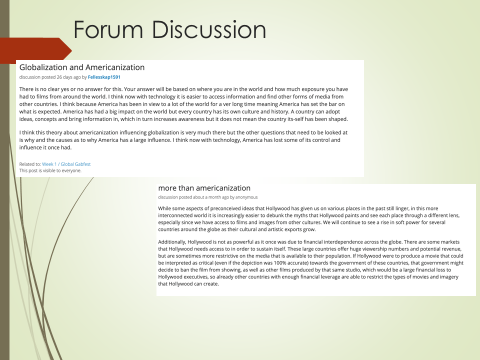 Forum Discussion
Globalization and Americanization
discussion posted 26 days ago by Fellesskap1591
There is no clear yes or no answer for this. Your answer will be based on where you are in the world and how much exposure you have
had to films from around the world. I think now with technology it is easier to access information and find other forms of media from
other countries. I think because America has been in view to a lot of the world for a ver long time meaning America has set the bar on
what is expected. America has had a big impact on the world but every country has its own culture and history. A country can adopt
ideas, concepts and bring information in, which in turn increases awareness but it does not mean the country its-self has been shaped.
I think this theory about americanization influencing globalization is very much there but the other questions that need to be looked at
is why and the causes as to why America has a large influence. I think now with technology, America has lost some of its control and
influence it once had.
Related to: Week 1 / Global Gatsbies
This post is visible to everyone.
more than americanization
discussion posted about a month ago by anonymous
While some aspects of preconceived ideas that Hollywood has given us on various places in the past still linger, in this more
interconnected world it is increasingly easier to debunk the myths that Hollywood paints and see each place through a different lens,
especially since we have access to films and images from other cultures. We will continue to see a rise in soft power for several
countries around the globe as their cultural and artistic exports grow.
Additionally, Hollywood is not as powerful as it once was due to financial interdependence across the globe. There are some markets
that Hollywood needs access to in order to sustain itself. These large countries offer huge viewership numbers and potential revenue,
but are sometimes more restrictive on the media that is available to their population. If Hollywood were to produce a movie that could
be interpreted as critical (even if the depiction was 100% accurate) towards the government of these countries, that government might
decide to ban the film from showing, as well as other films produced by that same studio, which would be a large financial loss to
Hollywood executives, so already other countries with enough financial leverage are able to restrict the types of movies and imagery
that Hollywood can create.